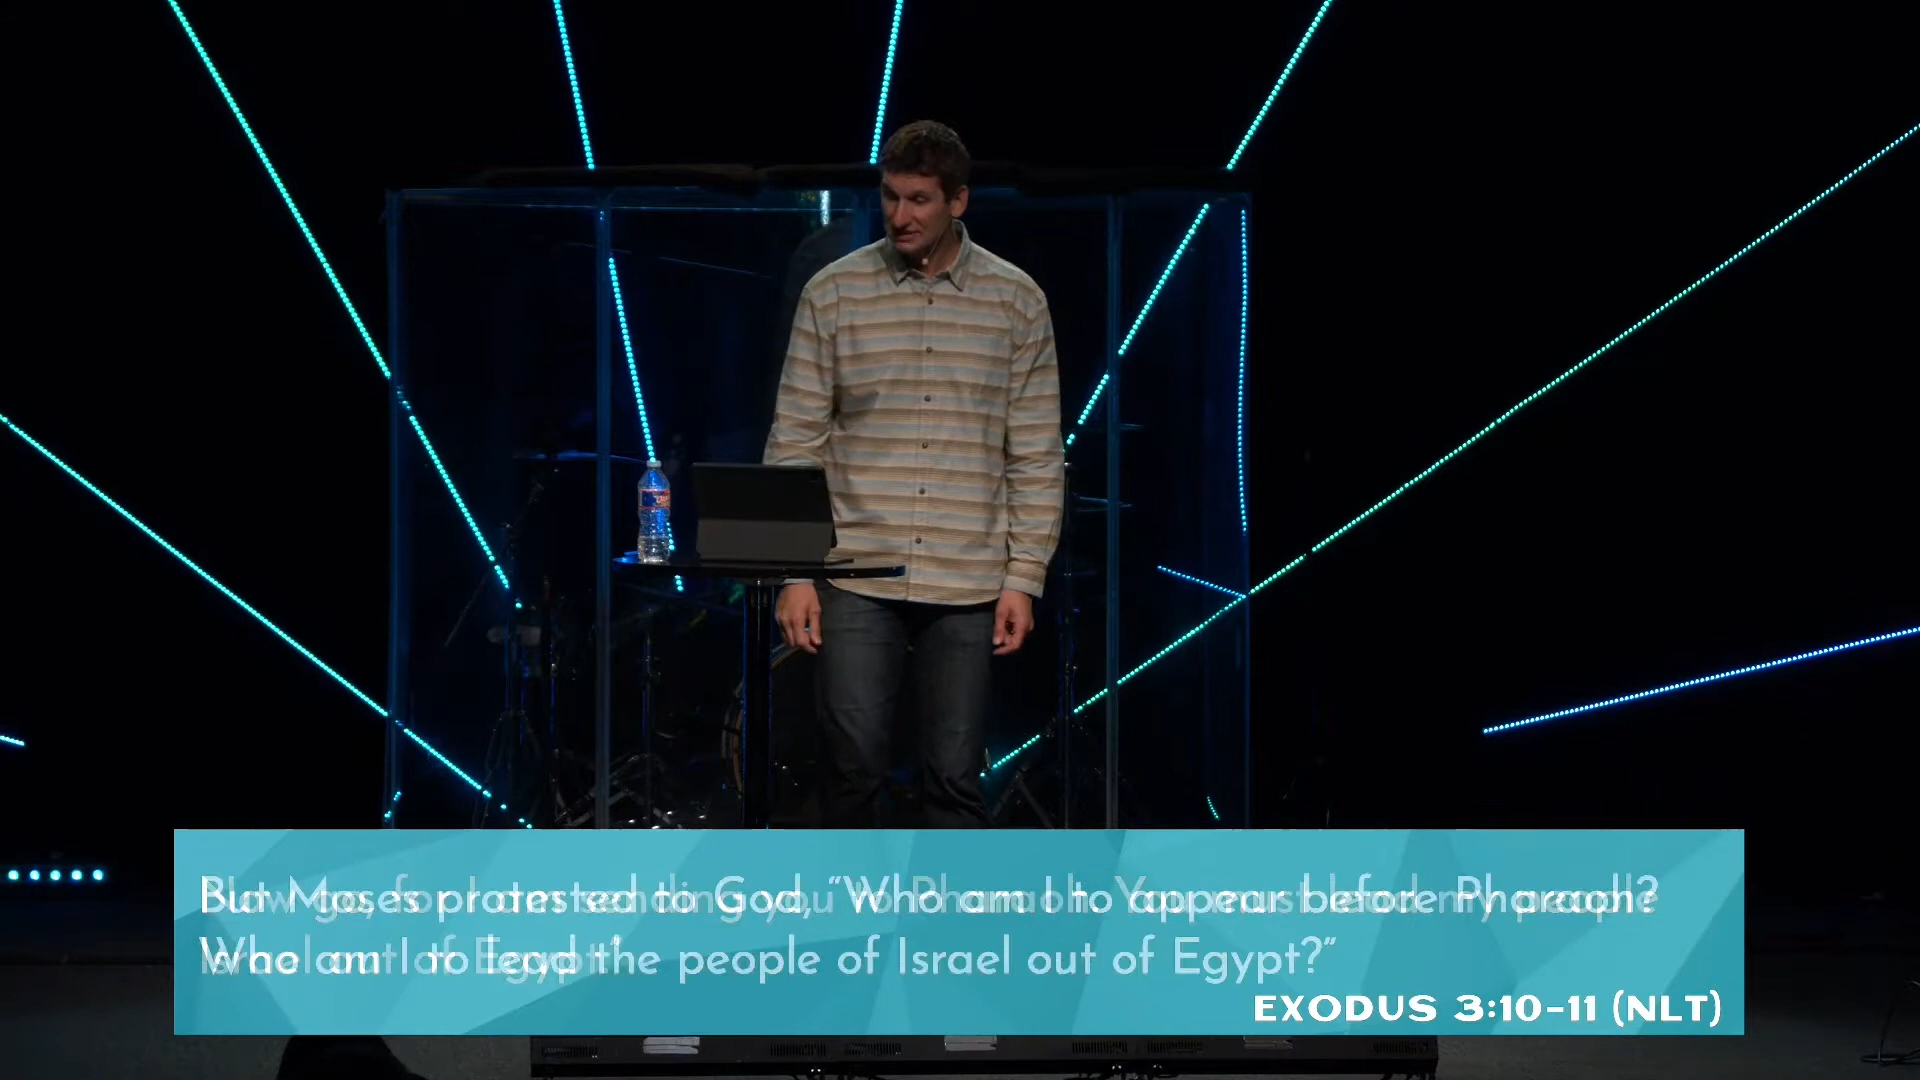 But Moses protested to God, “Who am I to appear before Pharaoh?
Who am I to lead the people of Israel out of Egypt?”
EXODUS 3:10-11 (NLT)